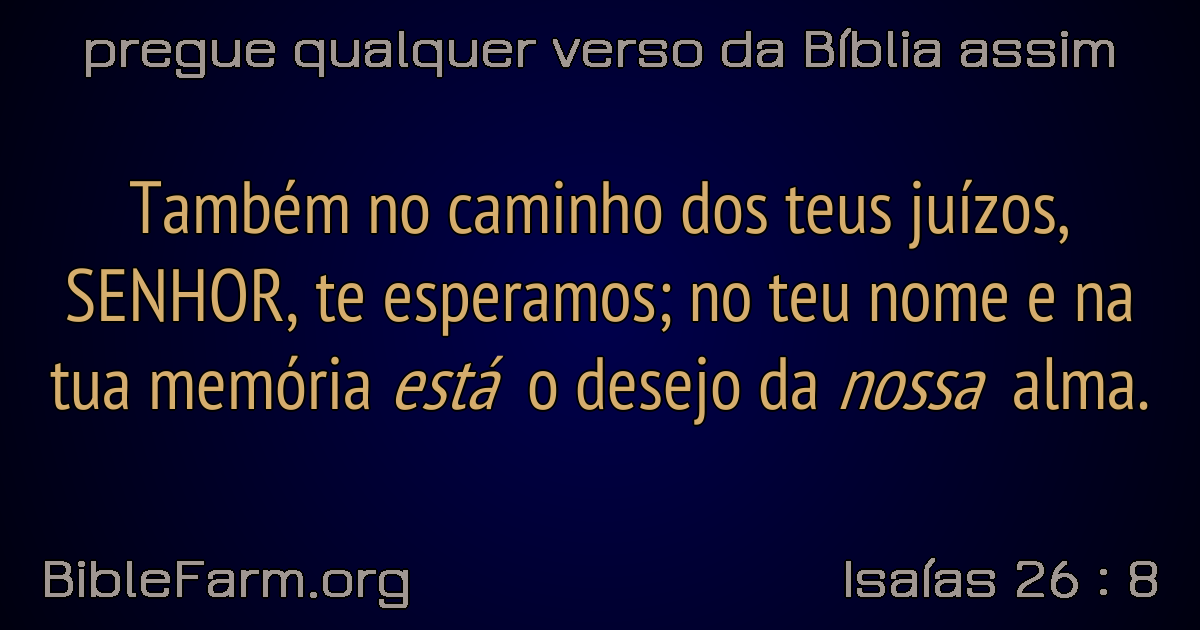 pregue qualquer verso da Bíblia assim
Também no caminho dos teus juízos,
SENHOR, te esperamos; no teu nome e na
tua memória está o desejo da nossa alma.
BibleFarm.org
Isaías 26 : 8